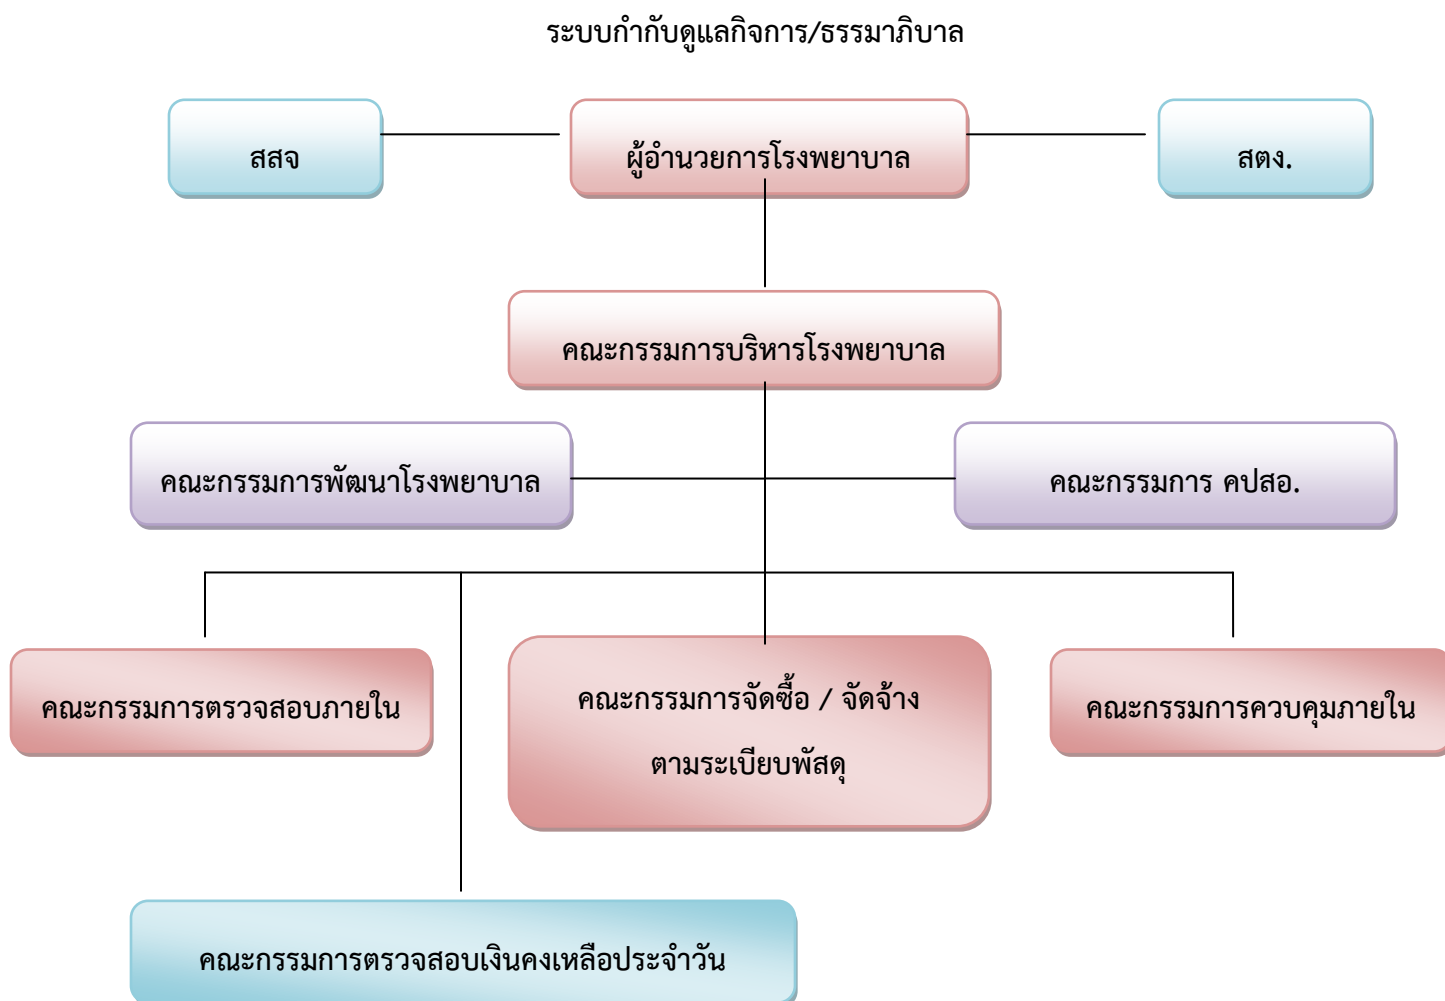 ระบบกำกับดูแลกิจการ/ธรรมาภิบาล
สสจ
ผู้อำนวยการโรงพยาบาล
สตง.
คณะกรรมการบริหารโรงพยาบาล
คณะกรรมการพัฒนาโรงพยาบาล
คณะกรรมการ คปสอ.
คณะกรรมการตรวจสอบภายใน
คณะกรรมการจัดซื้อ / จัดจ้าง
ตามระเบียบพัสดุ
คณะกรรมการควบคุมภายใน
คณะกรรมการตรวจสอบเงินคงเหลือประจำวัน